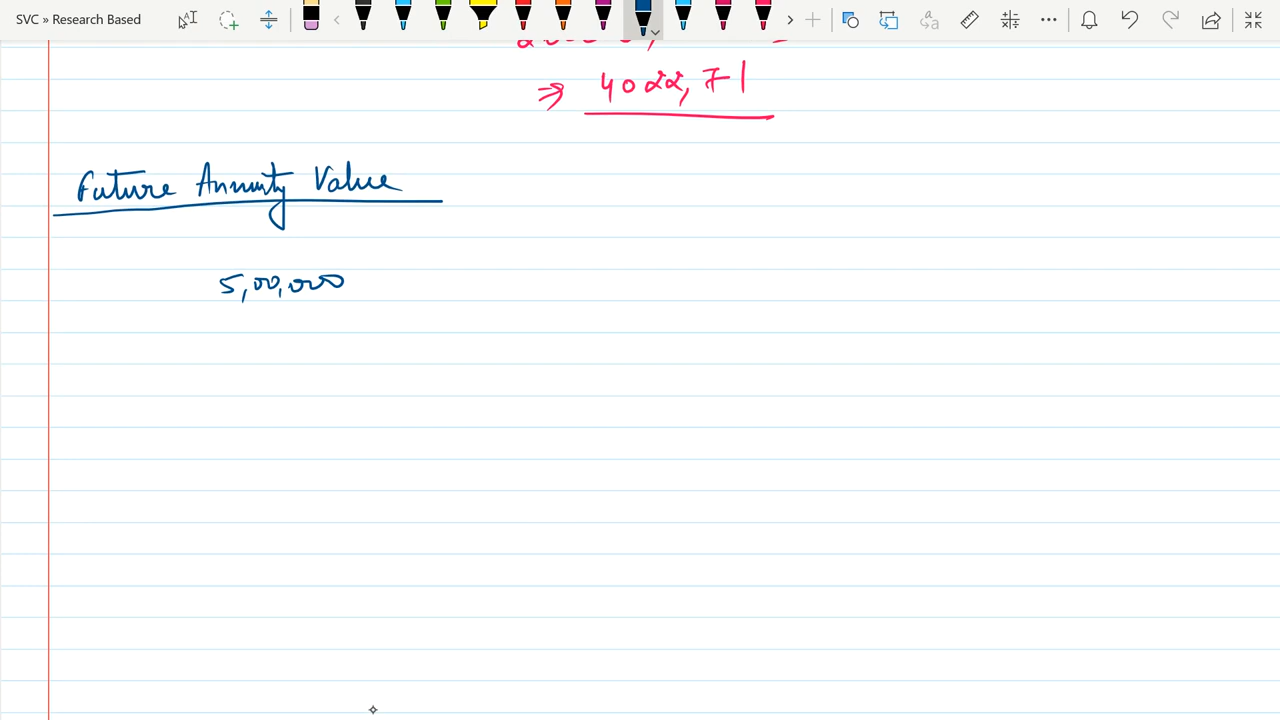 SVC » Research Based
⇒ 4022,71
Future Annuity Value
5,00,000